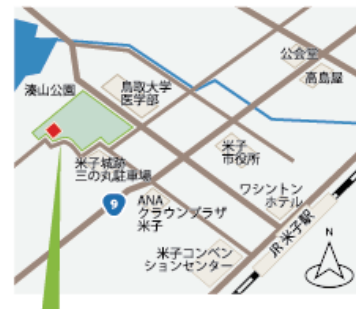 公会堂
高島屋
鳥取大学
医学部
湊山公園
米子
市役所
米子城跡
三の丸駐車場
ワシントン
ホテル
ANA
クラウンプラザ
米子
9
JR 米子駅
米子コンベン
ションセンター
N